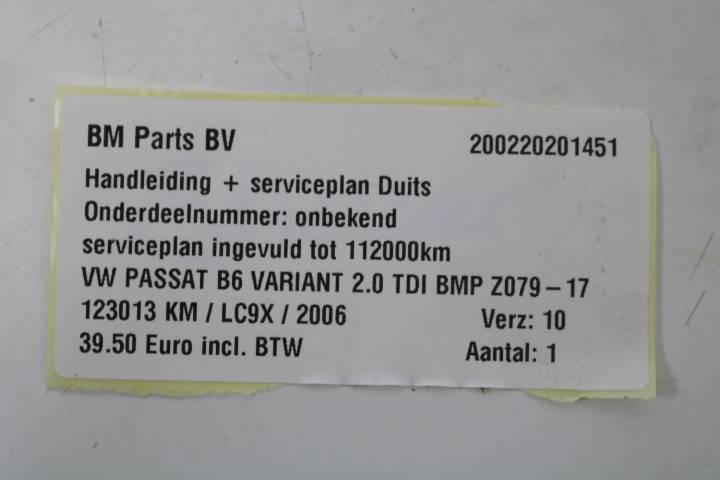 BM Parts BV 200220201451
Handleiding + serviceplan Duits
Onderdeelnummer: onbekend
serviceplan ingevuld tot 112000km
VW PASSAT B6 VARIANT 2.0 TDI BMP Z079-17
123013 KM / LC9X / 2006 Verz: 10
39.50 Euro incl. BTW Aantal: 1